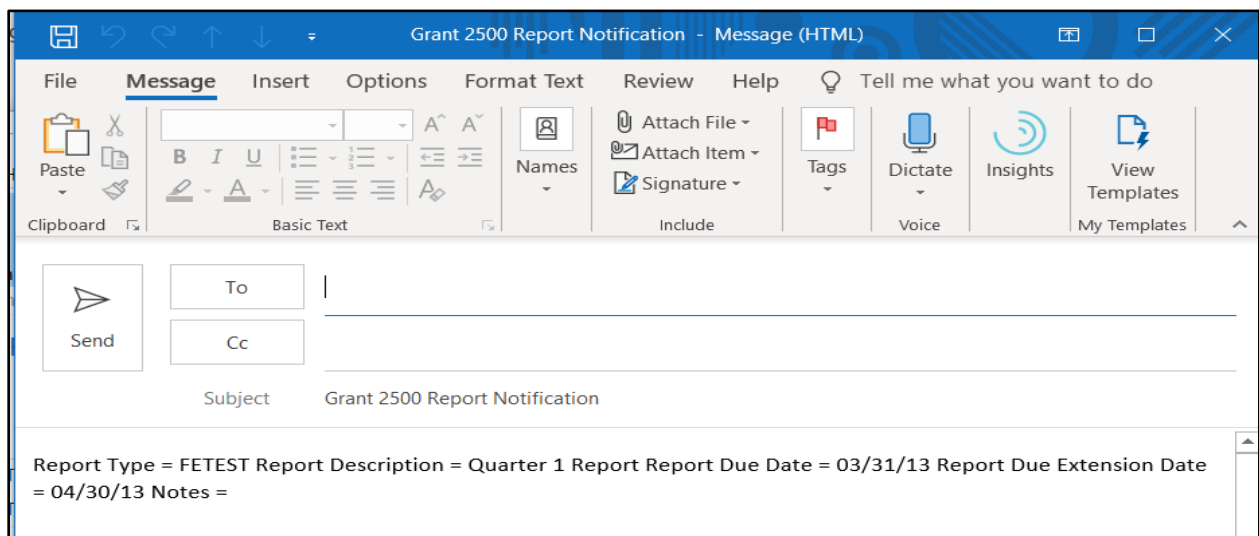 Grant 2500 Report Notification - Message (HTML)
File Message Insert Options Format Text Review Help Tell me what you want to do
Paste
Clipboard
B I U
A A
A
A
Basic Text
Names
Attach File
Attach Item
Signature
Include
Tags
Dictate
Voice
Insights
View
Templates
My Templates
Send
To
Cc
Subject Grant 2500 Report Notification
Report Type = FETEST Report Description = Quarter 1 Report Report Due Date = 03/31/13 Report Due Extension Date
= 04/30/13 Notes =